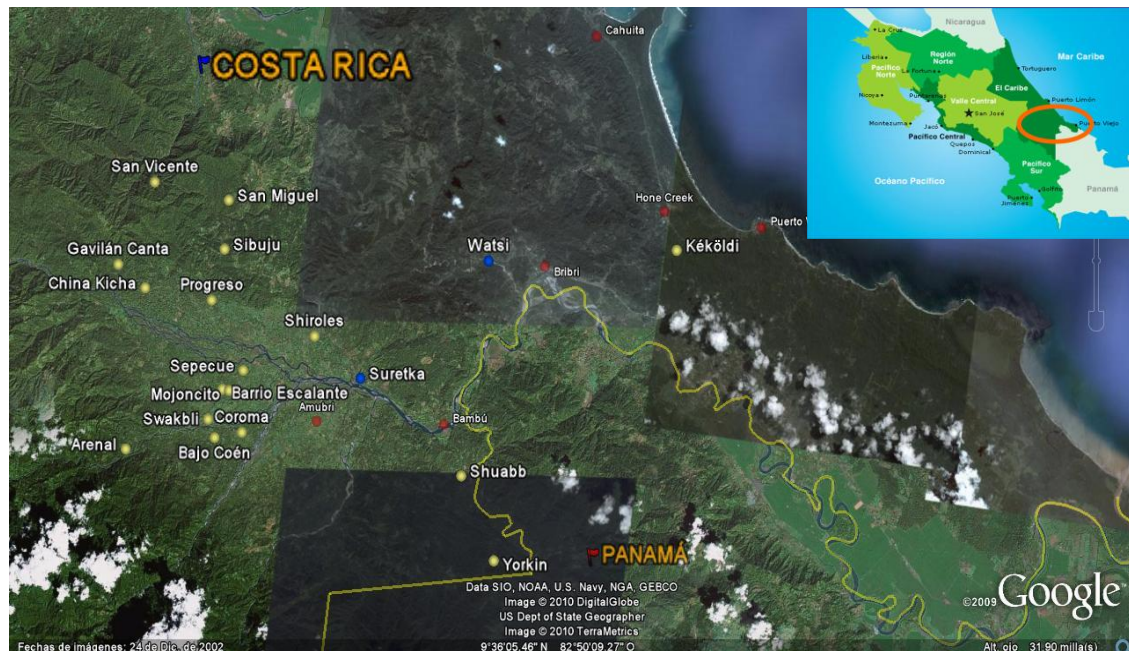 Cahuita
COSTA RICA
San Vicente
San Miguel
Hone Creek
Puerto V
Gavilán Canta
Sibuju
Watsi
Kéköldi
China Kicha
Progreso
Bribri
Shiroles
Sepecue
Suretka
Mojoncito
Barrio Escalante
Swakbli
Coroma
Amubri
Bambú
Arenal
Bajo Coén
Shuabb
Yorkin
PANAMÁ
Data SIO, NOAA, U.S. Navy, NGA, GEBCO
Image © 2010 DigitalGlobe
US Dept of State Geographer
Image © 2010 TerraMetrics
©2009 Google
Fechas de imágenes: 24 de Dic. de 2002
9°36'05.46" N 82°50'09.27" O
Alt. ojo 31.90 milla(s)
Nicaragua
La Cruz
Región
Norte
Mar Caribe
Liberia
Pacífico
Norte
La Fortuna
Tortuguero
El Caribe
Nicoya
Puntarenas
Valle Central
Puerto Limón
San José
Montezuma
Jacó
Puerto Viejo
Pacífico Central
Quepos
Dominical
Océano Pacífico
Pacífico
Sur
Panamá
Golfito
Puerto
Jiménez